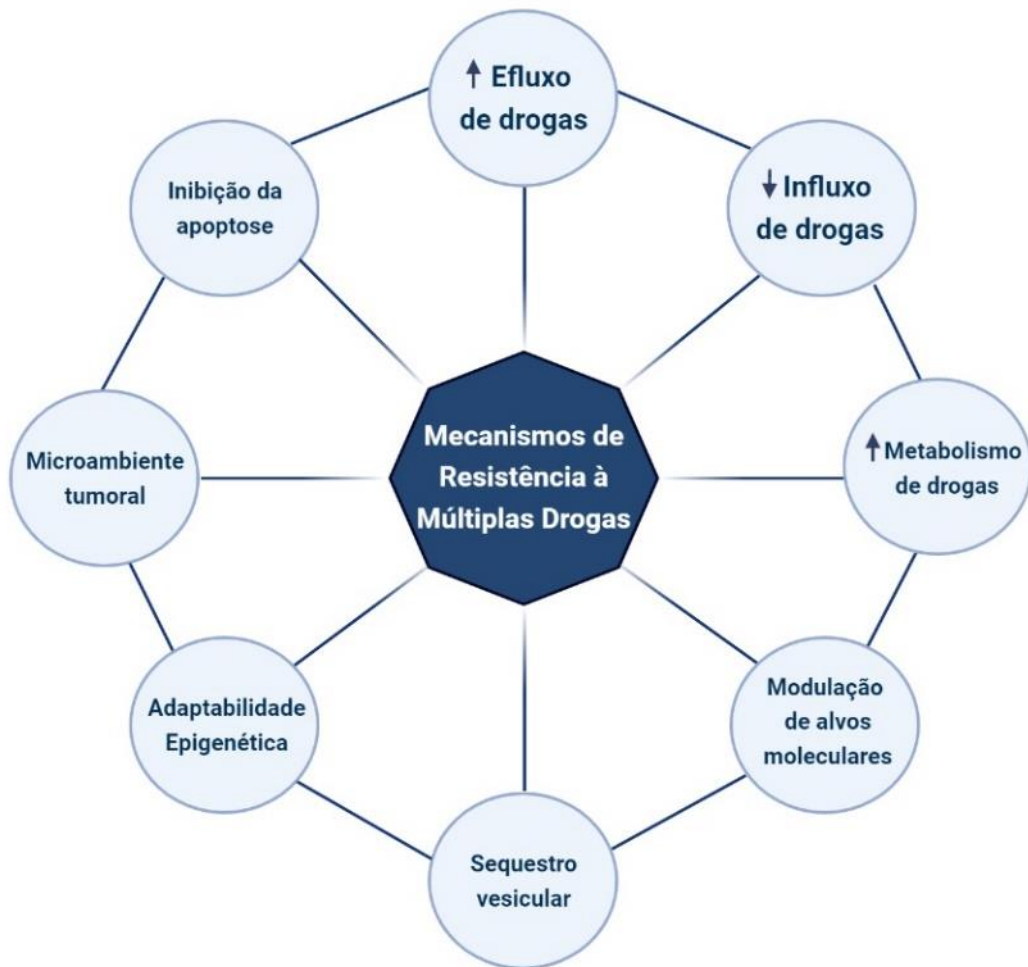 ↑ Efluxo
de drogas
↓ Influxo
de drogas
Inibição da
apoptose
Mecanismos de
Resistência à
Múltiplas Drogas
↑ Metabolismo
de drogas
Microambiente
tumoral
Modulação
de alvos
moleculares
Adaptabilidade
Epigenética
Sequestro
vesicular